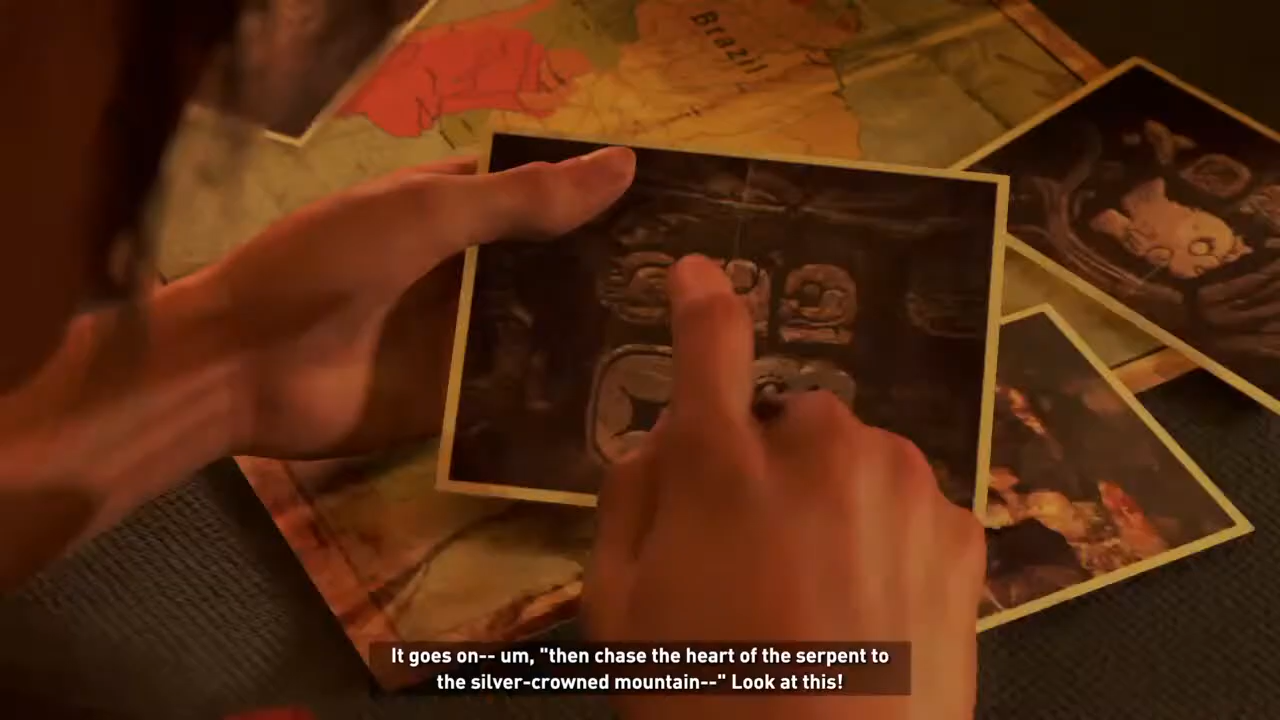 Brazil
It goes on-- um, "then chase the heart of the serpent to
the silver-crowned mountain--" Look at this!